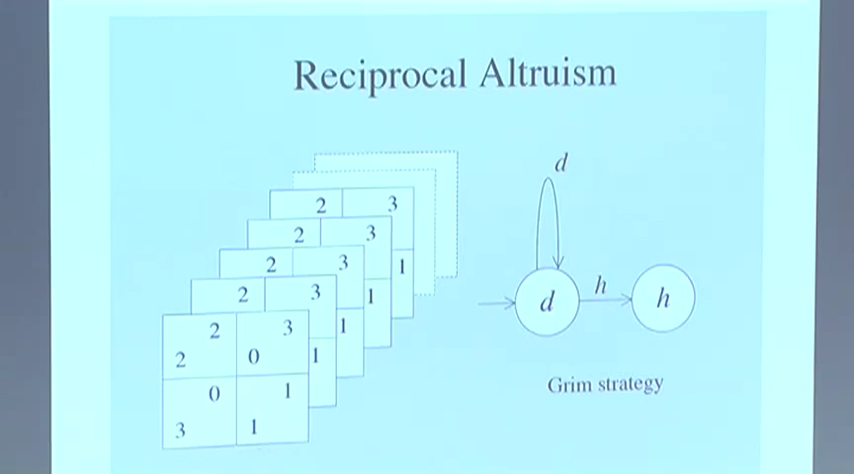 Reciprocal Altruism
d
2 3
2 3
2 3 1
2 3 1
2 3 1
2 0 1
0 1
3 1
d h h
Grim strategy